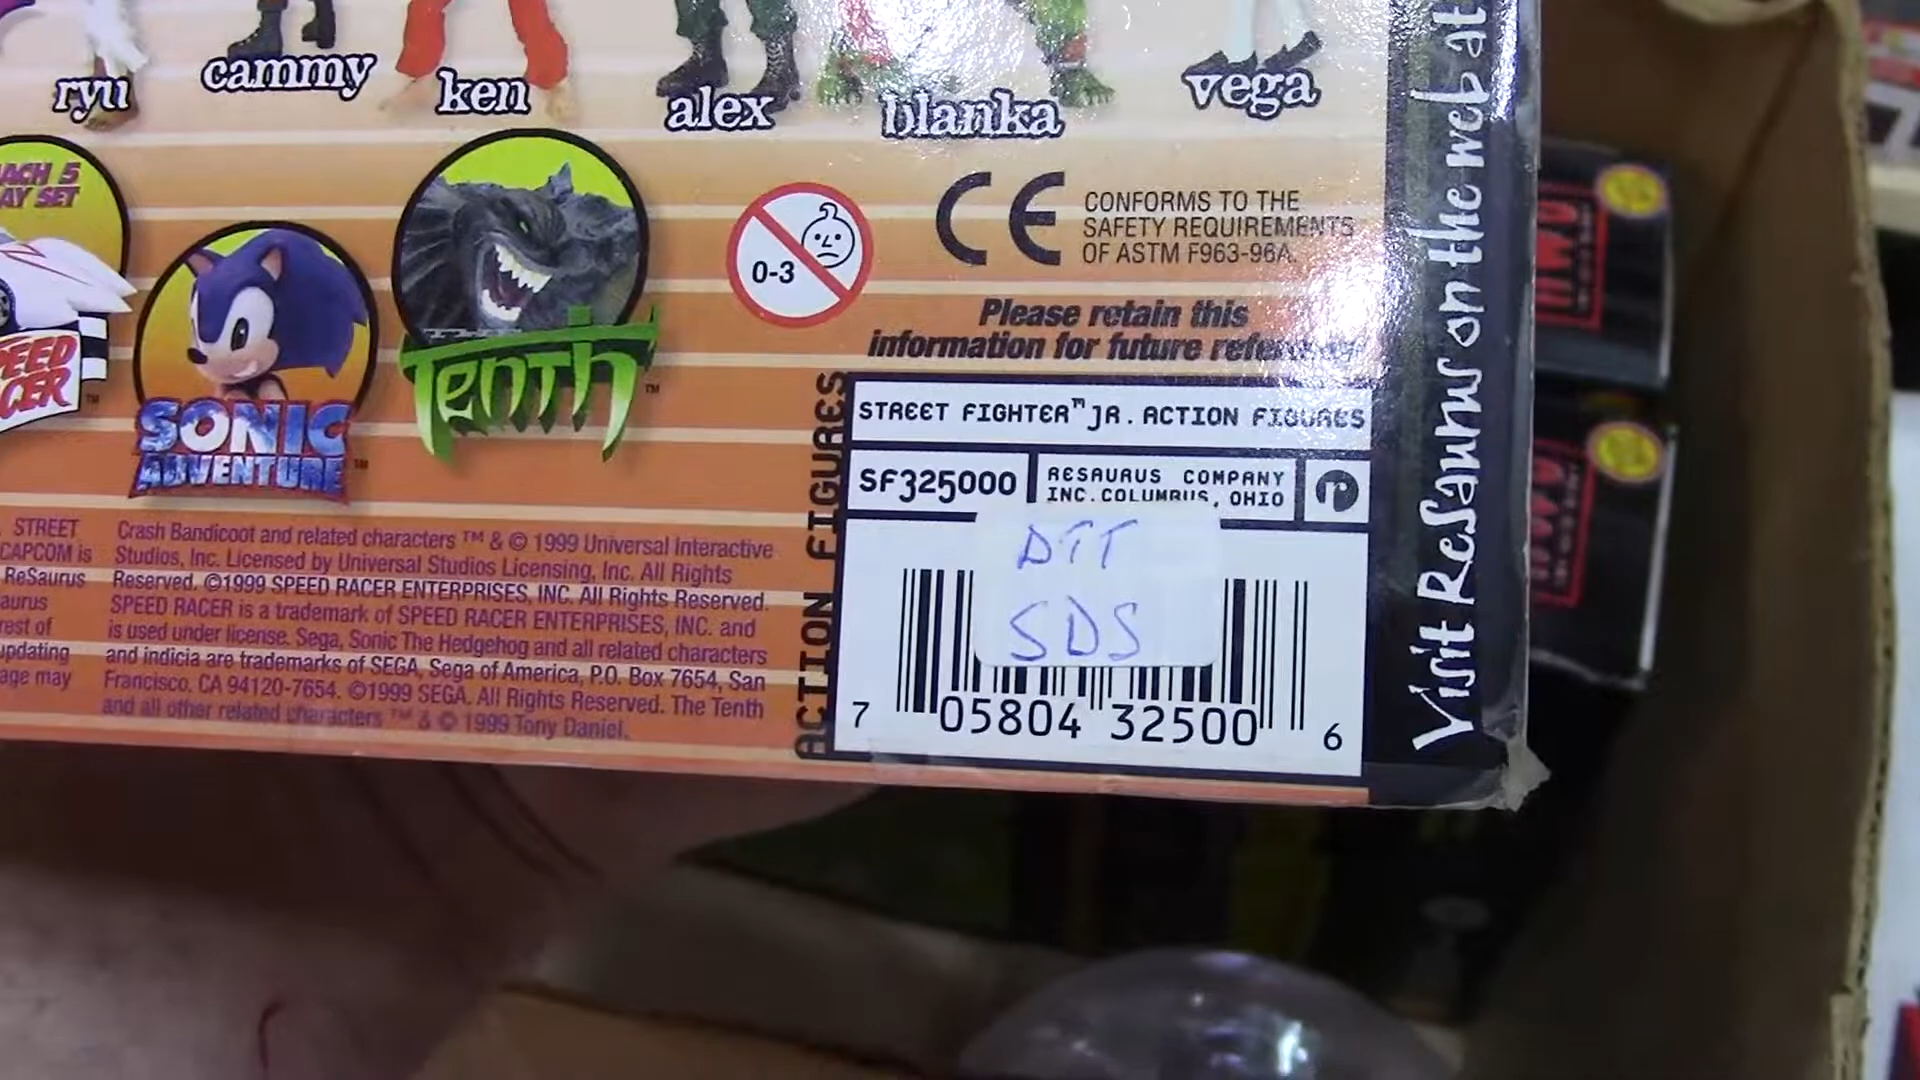 ryu
cammy
ken
alex
blanka
vega
ACH 5
AY SET
SONIC
ADVENTURE™
Tenth™
0-3
CE
CONFORMS TO THE
SAFETY REQUIREMENTS
OF ASTM F963-96A.
Please retain this
information for future
ACTION FIGURES
STREET FIGHTER™ JR. ACTION FIGURES
SF325000
RESAURUS COMPANY
INC. COLUMBUS, OHIO
r
DTT
SDS
7 05804 32500 6
STREET
CAPCOM is
ReSaurus
aurus
rest of
updating
age may
Crash Bandicoot and related characters ™ & © 1999 Universal Interactive
Studios, Inc. Licensed by Universal Studios Licensing, Inc. All Rights
Reserved. ©1999 SPEED RACER ENTERPRISES, INC. All Rights Reserved.
SPEED RACER is a trademark of SPEED RACER ENTERPRISES, INC. and
is used under license. Sega, Sonic The Hedgehog and all related characters
and indicia are trademarks of SEGA, Sega of America, P.O. Box 7654, San
Francisco, CA 94120-7654. ©1999 SEGA. All Rights Reserved. The Tenth
and all other related characters ™ & © 1999 Tony Daniel.
Visit ReSaurus on the web at